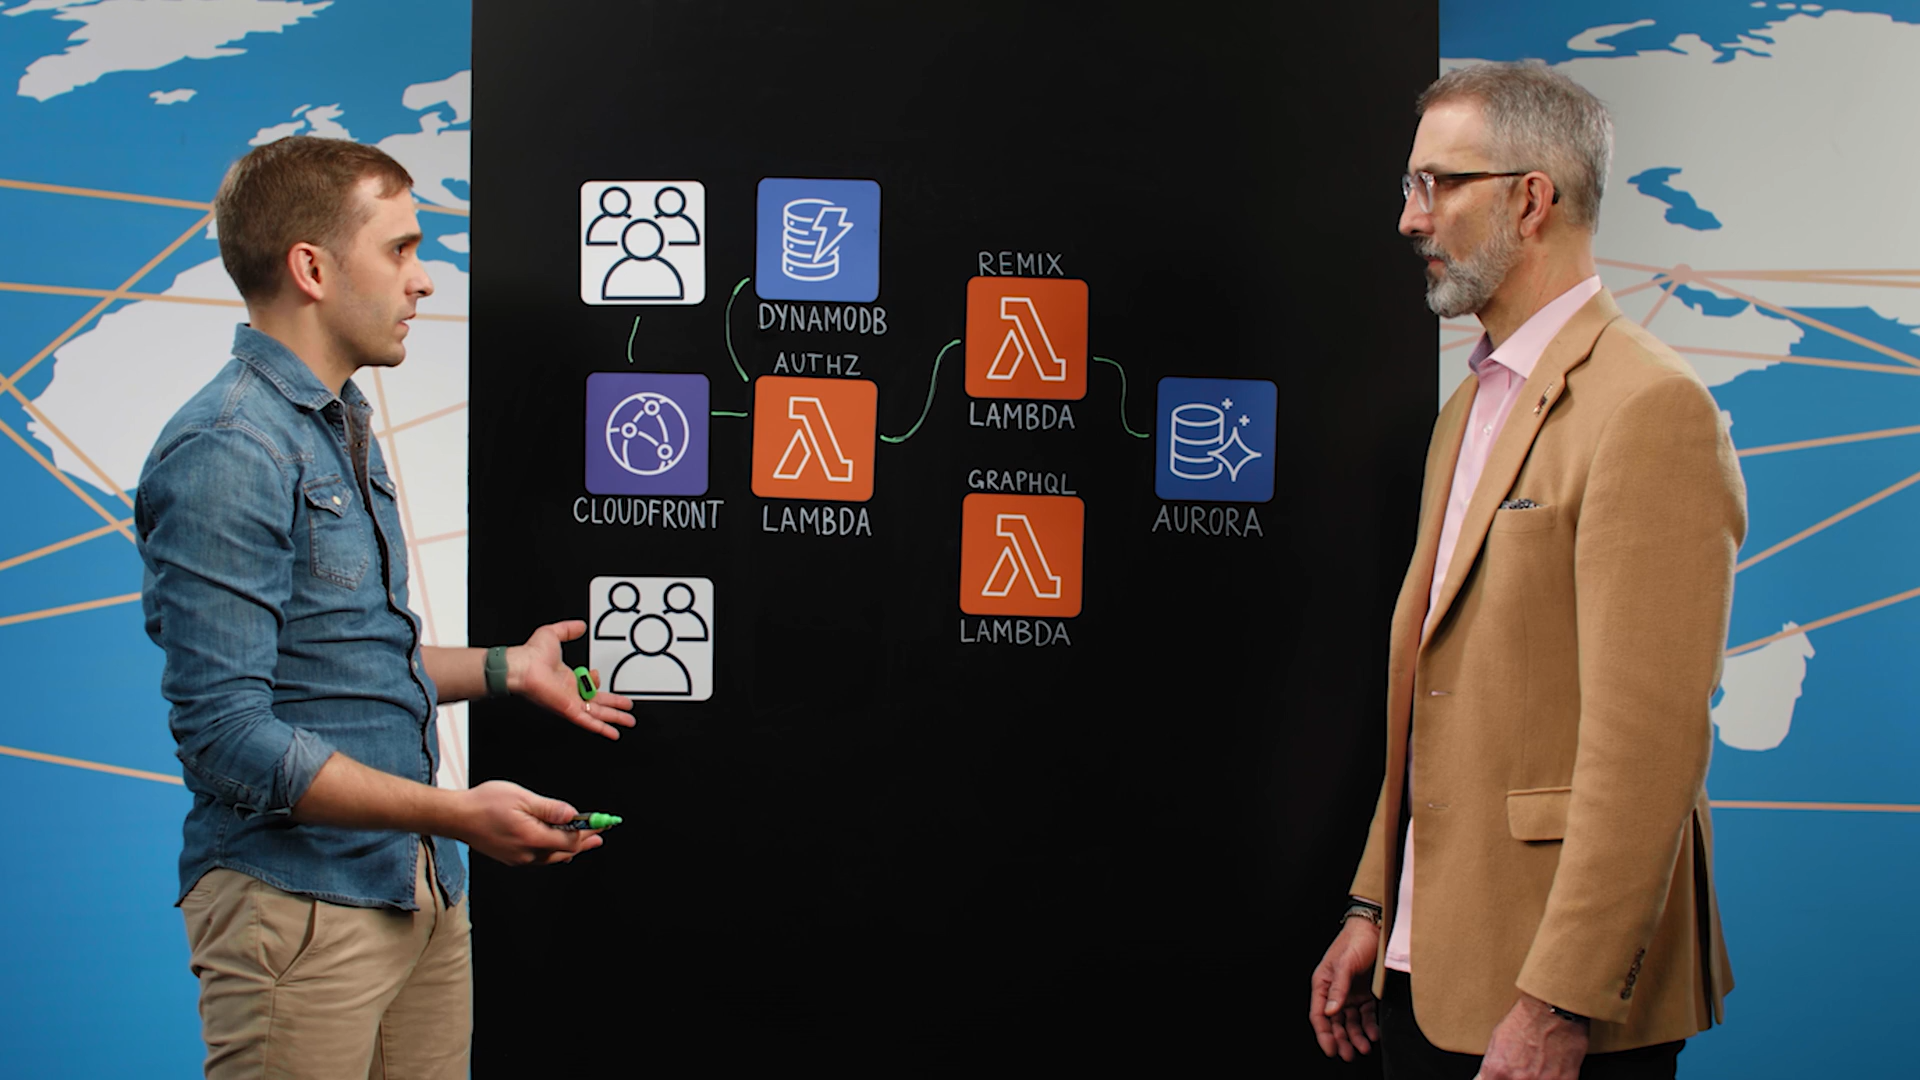 DYNAMODB
AUTHZ
CLOUDFRONT
LAMBDA
REMIX
LAMBDA
GRAPHQL
LAMBDA
AURORA